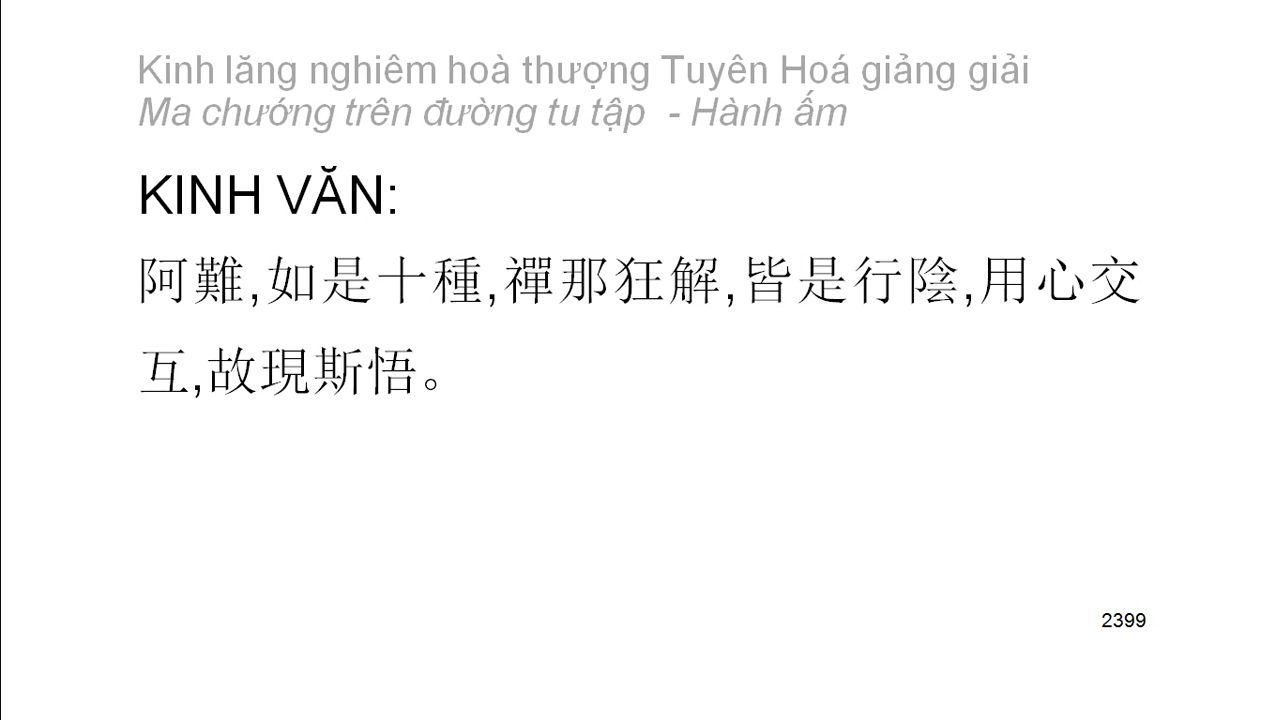 Kinh lăng nghiêm hoà thượng Tuyên Hoá giảng giải
Ma chướng trên đường tu tập - Hành ấm
KINH VĂN:
阿難,如是十種,禪那狂解,皆是行陰,用心交
互,故現斯悟。
2399